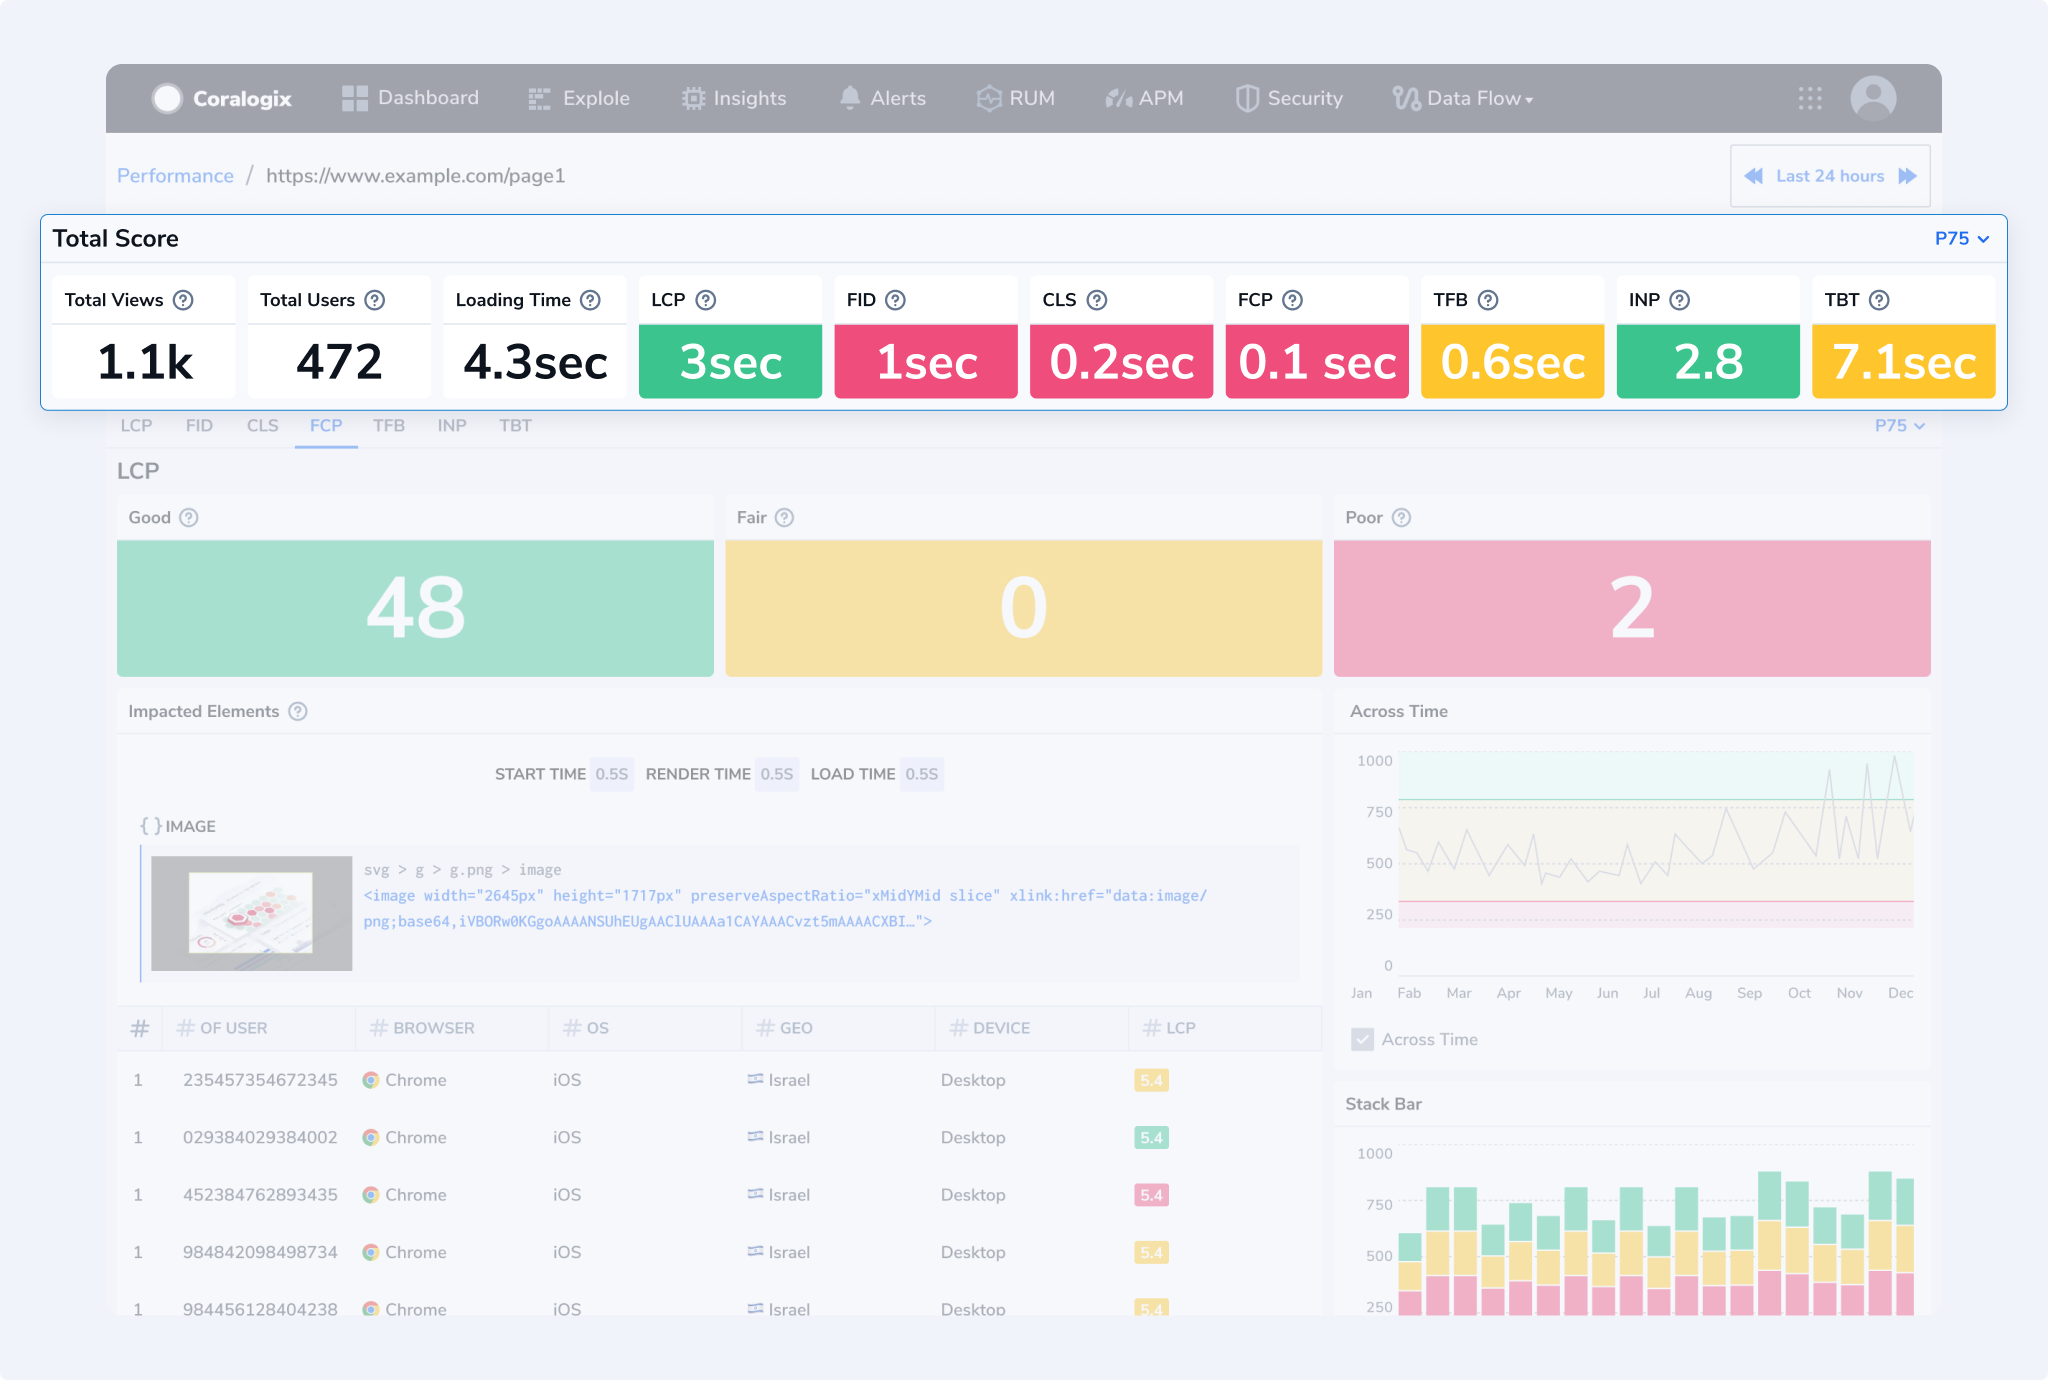 Coralogix Dashboard Explole Insights Alerts RUM APM Security Data Flow
Performance / https://www.example.com/page1 Last 24 hours
Total Score P75
Total Views Total Users Loading Time LCP FID CLS FCP TFB INP TBT
1.1k 472 4.3sec 3sec 1sec 0.2sec 0.1 sec 0.6sec 2.8 7.1sec
LCP FID CLS FCP TFB INP TBT P75
LCP
Good Fair Poor
48 0 2
Impacted Elements
START TIME 0.5S RENDER TIME 0.5S LOAD TIME 0.5S
{ } IMAGE
svg > g > g.png > image
<image width="2645px" height="1717px" preserveAspectRatio="xMidYMid slice" xlink:href="data:image/
png;base64,iVBORw0KGgoAAAANSUhEUgAAClUAAAa1CAYAAACvzt5mAAAACXBI…">
# # OF USER # BROWSER # OS # GEO # DEVICE # LCP
1 235457354672345 Chrome iOS Israel Desktop 5.4
1 029384029384002 Chrome iOS Israel Desktop 5.4
1 452384762893435 Chrome iOS Israel Desktop 5.4
1 984842098498734 Chrome iOS Israel Desktop 5.4
1 984456128404238 Chrome iOS Israel Desktop 5.4
Across Time
1000
750
500
250
0
Jan Fab Mar Apr May Jun Jul Aug Sep Oct Nov Dec
Across Time
Stack Bar
1000
750
500
250